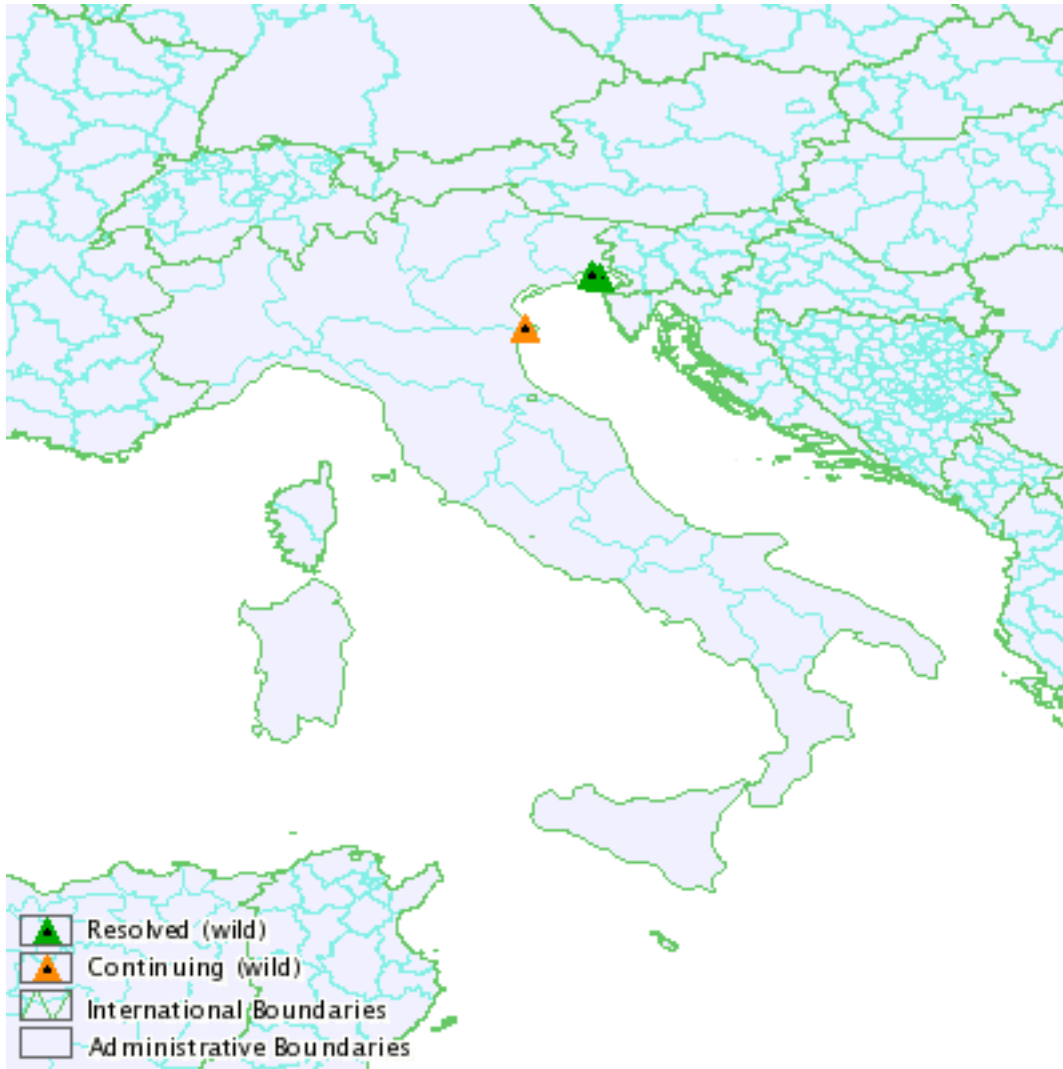 Resolved (wild)
Continuing (wild)
International Boundaries
Administrative Boundaries